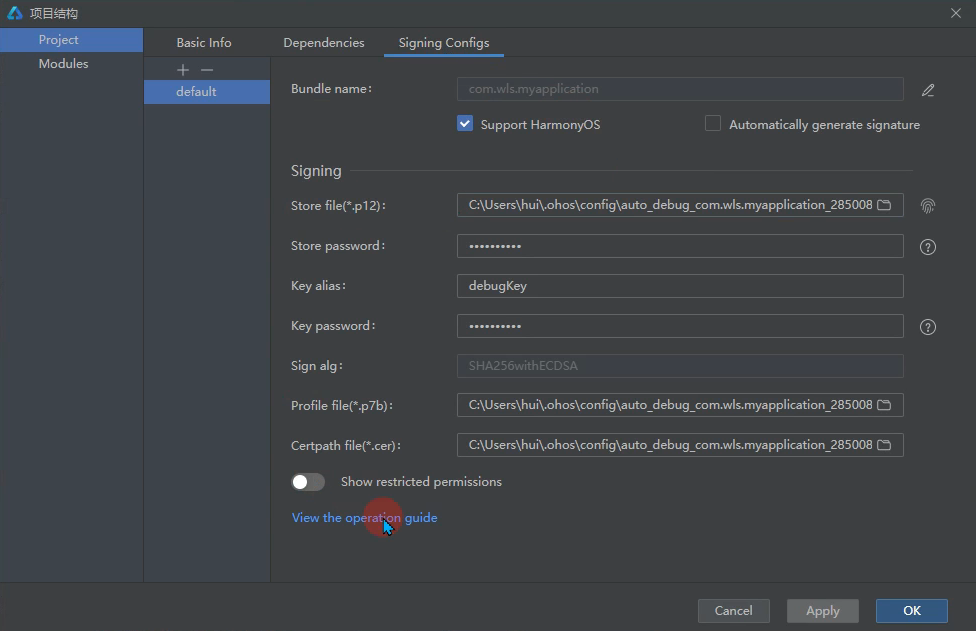 项目结构
Project
Modules
default
Basic Info
Dependencies
Signing Configs
Bundle name:
com.wls.myapplication
Support HarmonyOS
Automatically generate signature
Signing
Store file(*.p12):
C:\Users\hui\.ohos\config\auto_debug_com.wls.myapplication_285008
Store password:
••••••••••
Key alias:
debugKey
Key password:
••••••••••
Sign alg:
SHA256withECDSA
Profile file(*.p7b):
C:\Users\hui\.ohos\config\auto_debug_com.wls.myapplication_285008
Certpath file(*.cer):
C:\Users\hui\.ohos\config\auto_debug_com.wls.myapplication_285008
Show restricted permissions
View the operation guide
Cancel
Apply
OK